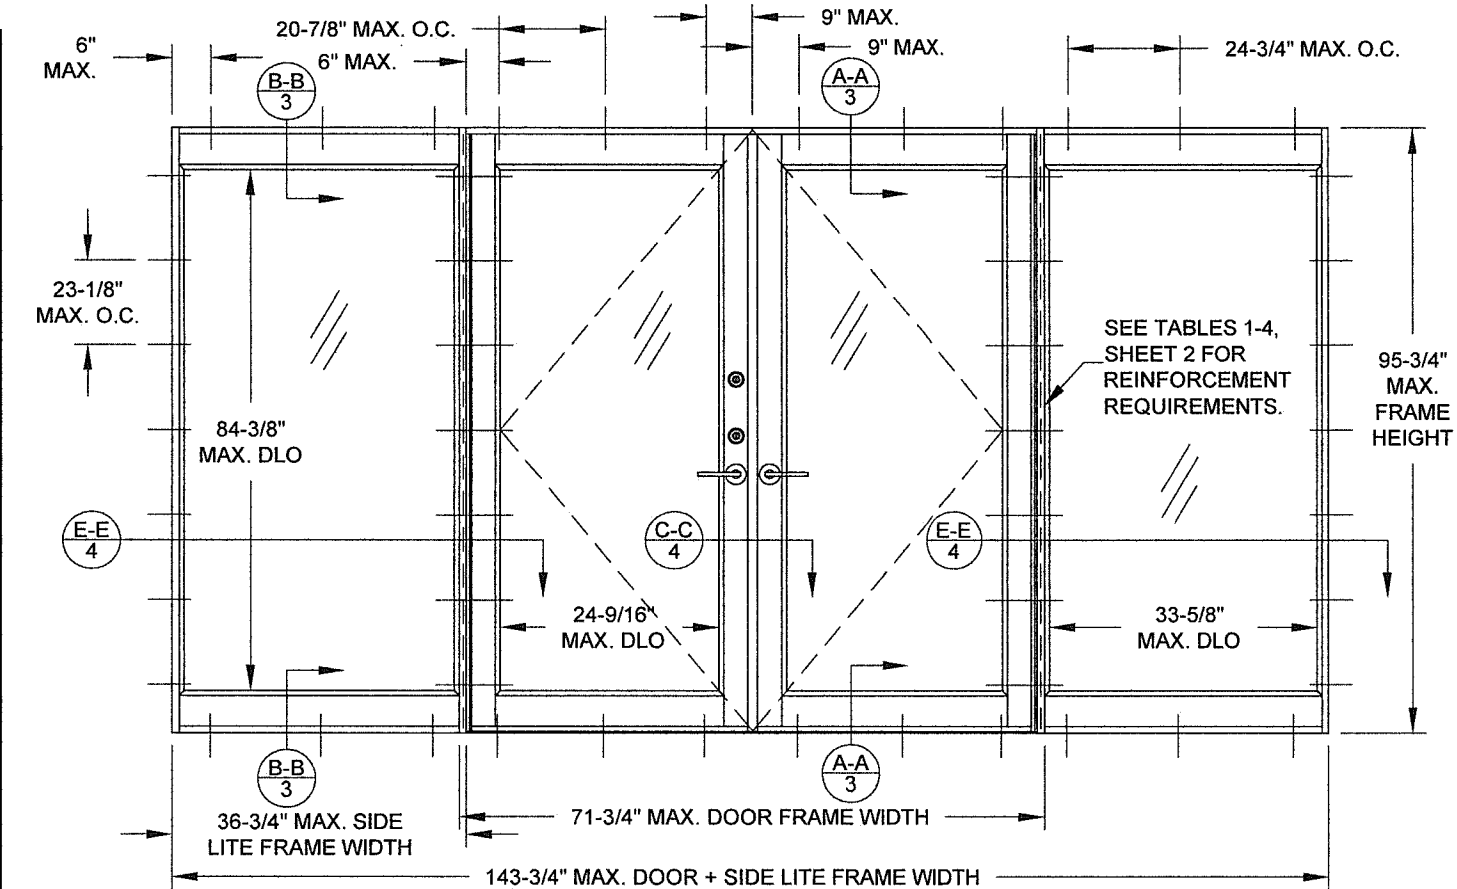 20-7/8" MAX. O.C.
9" MAX.
6"
MAX.
6" MAX.
9" MAX.
24-3/4" MAX. O.C.
B-B
3
A-A
3
23-1/8"
MAX. O.C.
84-3/8"
MAX. DLO
SEE TABLES 1-4,
SHEET 2 FOR
REINFORCEMENT
REQUIREMENTS.
95-3/4"
MAX.
FRAME
HEIGHT
E-E
4
C-C
4
E-E
4
24-9/16"
MAX. DLO
33-5/8"
MAX. DLO
B-B
3
A-A
3
36-3/4" MAX. SIDE
LITE FRAME WIDTH
71-3/4" MAX. DOOR FRAME WIDTH
143-3/4" MAX. DOOR + SIDE LITE FRAME WIDTH